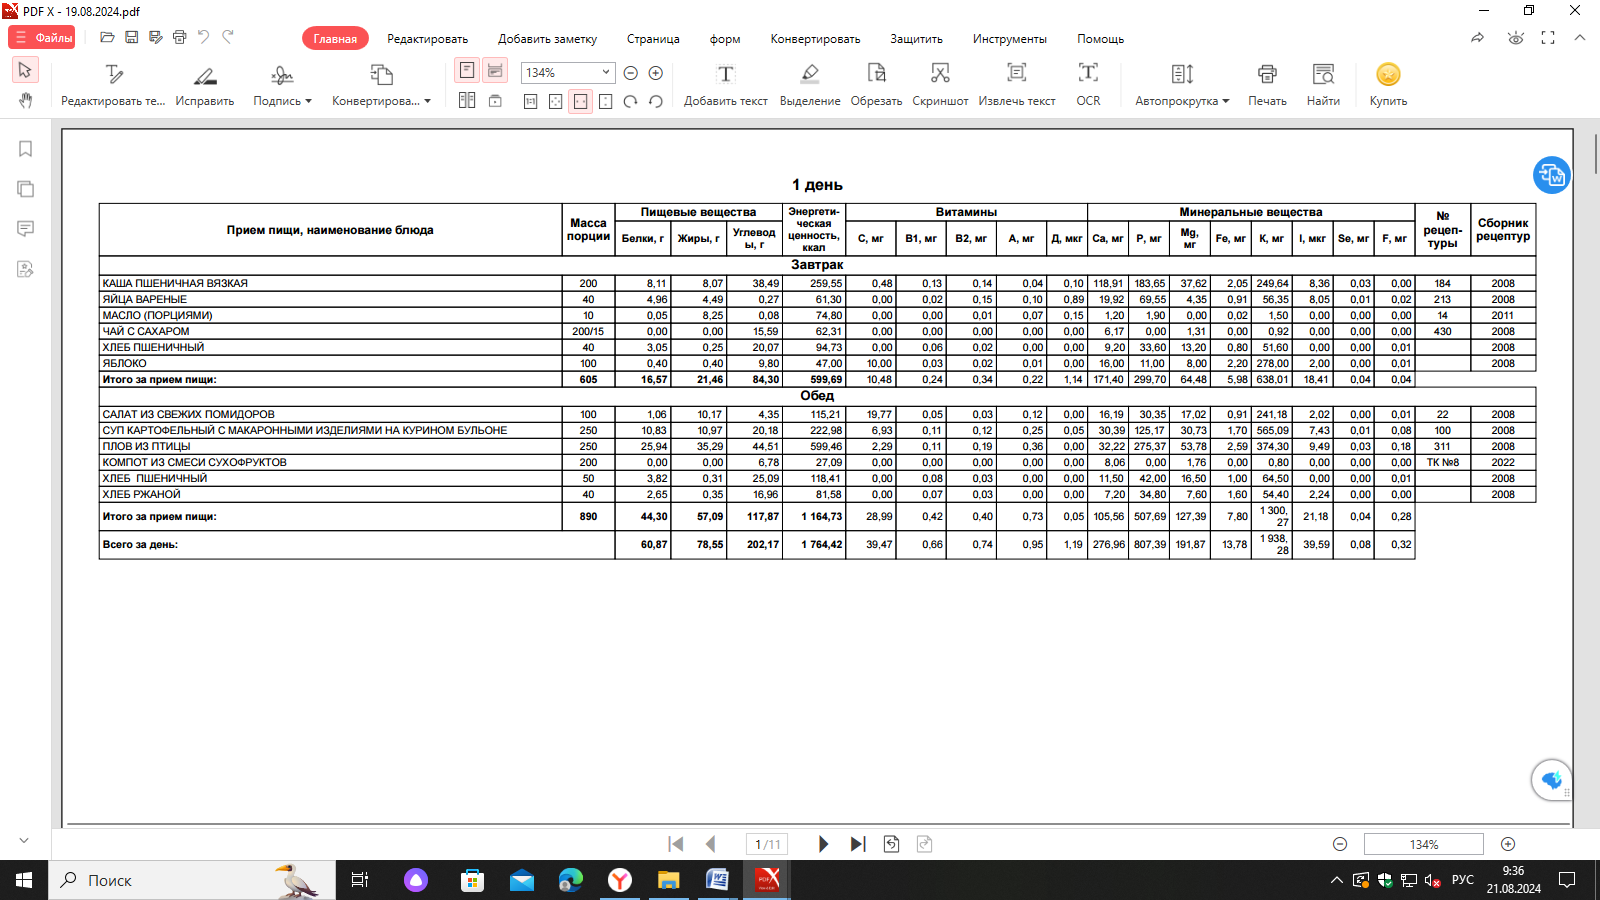 PDF X - 19.08.2024.pdf
Файлы
Главная Редактировать Добавить заметку Страница форм Конвертировать Защитить Инструменты Помощь
134%
Редактировать те... Исправить Подпись Конвертирова... Добавить текст Выделение Обрезать Скриншот Извлечь текст OCR Автопрокрутка Печать Найти Купить
1 день
Прием пищи, наименование блюда Масса порции Пищевые вещества Энергети-ческая ценность, ккал Витамины Минеральные вещества № рецеп-туры Сборник рецептур
Белки, г Жиры, г Углеводы, г С, мг В1, мг В2, мг А, мг Д, мкг Са, мг Р, мг Mg, мг Fe, мг К, мг I, мкг Se, мг F, мг
Завтрак
КАША ПШЕНИЧНАЯ ВЯЗКАЯ 200 8,11 8,07 38,49 259,55 0,48 0,13 0,14 0,04 0,10 118,91 183,65 37,62 2,05 249,64 8,36 0,03 0,00 184 2008
ЯЙЦА ВАРЕНЫЕ 40 4,96 4,49 0,27 61,30 0,00 0,02 0,15 0,10 0,89 19,92 69,55 4,35 0,91 56,35 8,05 0,01 0,02 213 2008
МАСЛО (ПОРЦИЯМИ) 10 0,05 8,25 0,08 74,80 0,00 0,00 0,01 0,07 0,15 1,20 1,90 0,00 0,02 1,50 0,00 0,00 0,00 14 2011
ЧАЙ С САХАРОМ 200/15 0,00 0,00 15,59 62,31 0,00 0,00 0,00 0,00 0,00 6,17 0,00 1,31 0,00 0,92 0,00 0,00 0,00 430 2008
ХЛЕБ ПШЕНИЧНЫЙ 40 3,05 0,25 20,07 94,73 0,00 0,06 0,02 0,00 0,00 9,20 33,60 13,20 0,80 51,60 0,00 0,00 0,01 2008
ЯБЛОКО 100 0,40 0,40 9,80 47,00 10,00 0,03 0,02 0,01 0,00 16,00 11,00 8,00 2,20 278,00 2,00 0,00 0,01 2008
Итого за прием пищи: 605 16,57 21,46 84,30 599,69 10,48 0,24 0,34 0,22 1,14 171,40 299,70 64,48 5,98 638,01 18,41 0,04 0,04
Обед
САЛАТ ИЗ СВЕЖИХ ПОМИДОРОВ 100 1,06 10,17 4,35 115,21 19,77 0,05 0,03 0,12 0,00 16,19 30,35 17,02 0,91 241,18 2,02 0,00 0,01 22 2008
СУП КАРТОФЕЛЬНЫЙ С МАКАРОННЫМИ ИЗДЕЛИЯМИ НА КУРИНОМ БУЛЬОНЕ 250 10,83 10,97 20,18 222,98 6,93 0,11 0,12 0,25 0,05 30,39 125,17 30,73 1,70 565,09 7,43 0,01 0,08 100 2008
ПЛОВ ИЗ ПТИЦЫ 250 25,94 35,29 44,51 599,46 2,29 0,11 0,19 0,36 0,00 32,22 275,37 53,78 2,59 374,30 9,49 0,03 0,18 311 2008
КОМПОТ ИЗ СМЕСИ СУХОФРУКТОВ 200 0,00 0,00 6,78 27,09 0,00 0,00 0,00 0,00 0,00 8,06 0,00 1,76 0,00 0,80 0,00 0,00 0,00 ТК №8 2022
ХЛЕБ ПШЕНИЧНЫЙ 50 3,82 0,31 25,09 118,41 0,00 0,08 0,03 0,00 0,00 11,50 42,00 16,50 1,00 64,50 0,00 0,00 0,01 2008
ХЛЕБ РЖАНОЙ 40 2,65 0,35 16,96 81,58 0,00 0,07 0,03 0,00 0,00 7,20 34,80 7,60 1,60 54,40 2,24 0,00 0,00 2008
Итого за прием пищи: 890 44,30 57,09 117,87 1 164,73 28,99 0,42 0,40 0,73 0,05 105,56 507,69 127,39 7,80 1 300,27 21,18 0,04 0,28
Всего за день: 60,87 78,55 202,17 1 764,42 39,47 0,66 0,74 0,95 1,19 276,96 807,39 191,87 13,78 1 938,28 39,59 0,08 0,32
1 /11 134%
Поиск РУС 9:36
21.08.2024